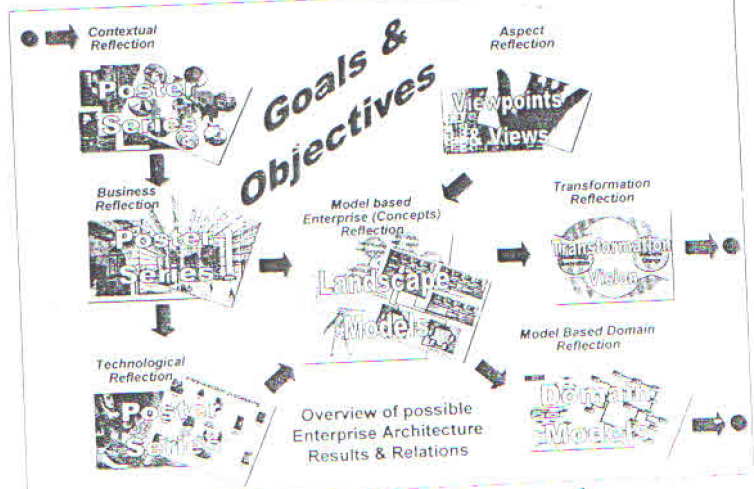 Contextual
Reflection
Poster
Series
Goals &
Objectives
Aspect
Reflection
Viewpoints
& Views
Business
Reflection
Poster
Series
Model based
Enterprise (Concepts)
Reflection
Landscape
Models
Transformation
Reflection
Transformation
Vision
Technological
Reflection
Poster
Series
Model Based Domain
Reflection
Domain
Models
Overview of possible
Enterprise Architecture
Results & Relations